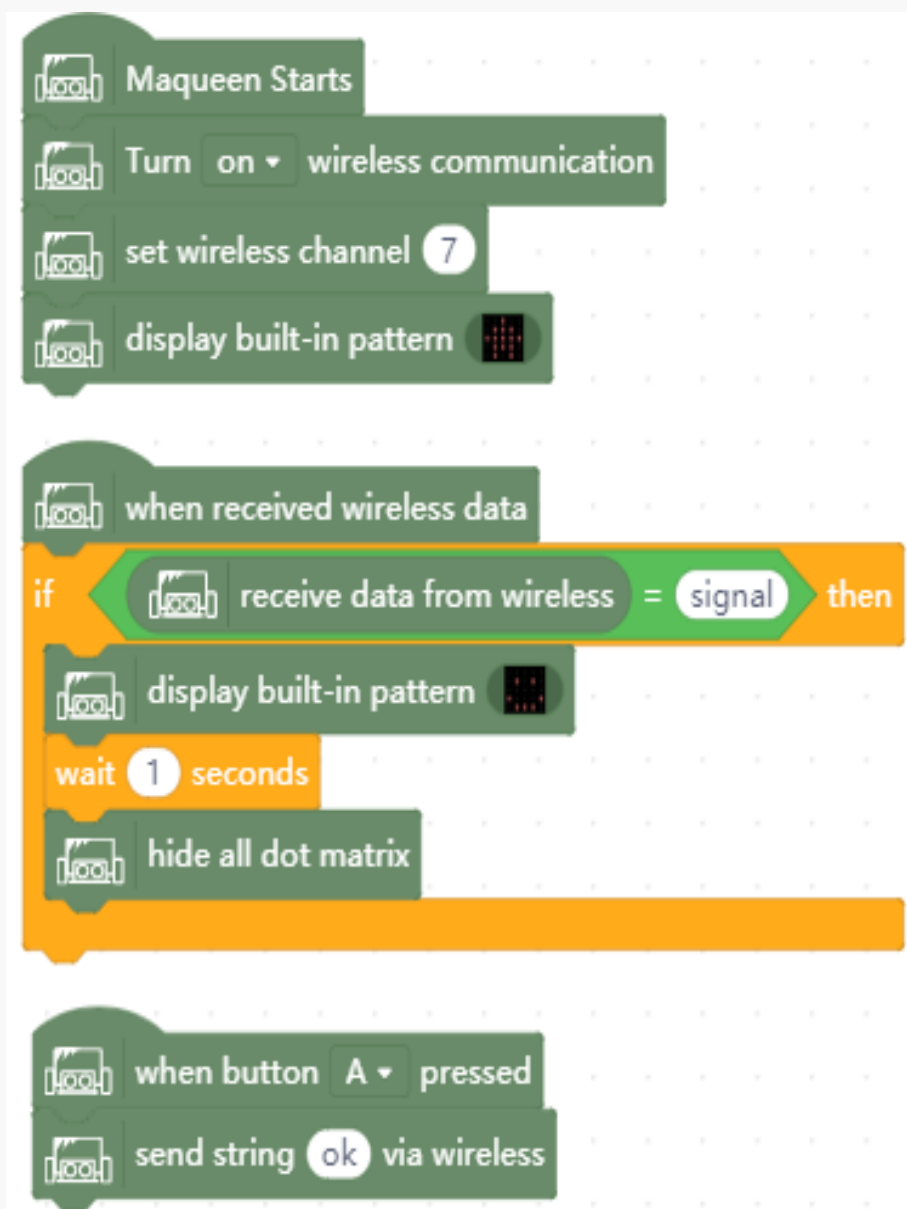 Maqueen Starts
Turn on wireless communication
set wireless channel 7
display built-in pattern
when received wireless data
if receive data from wireless = signal then
display built-in pattern
wait 1 seconds
hide all dot matrix
when button A pressed
send string ok via wireless